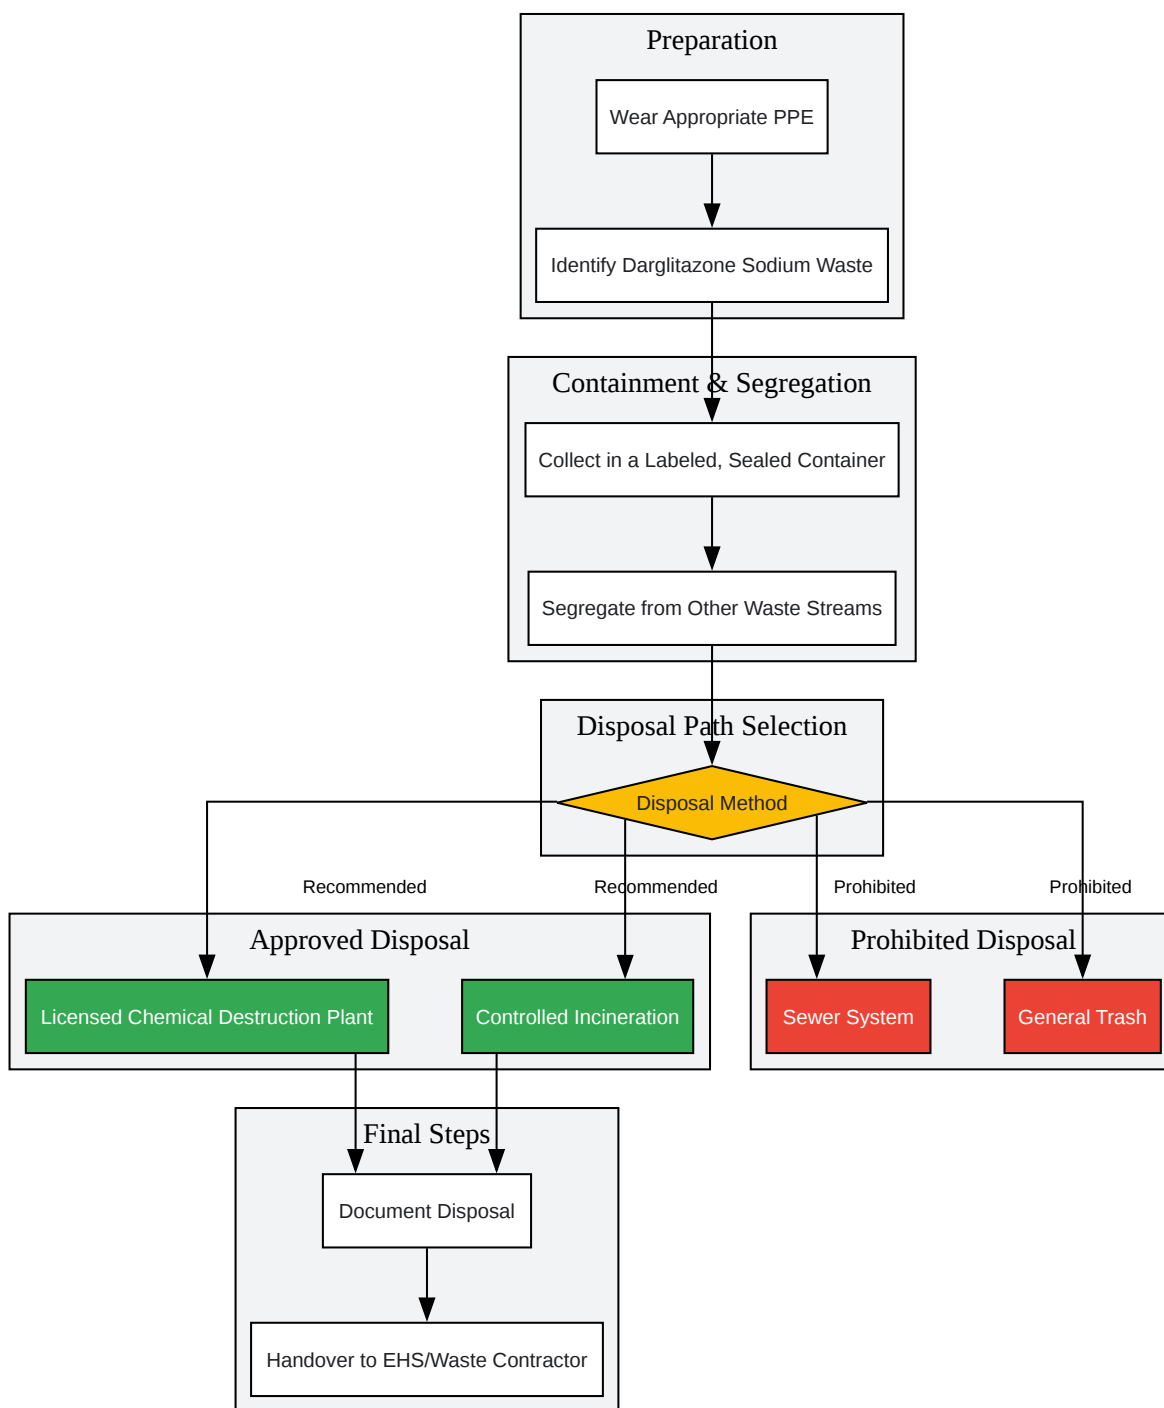 Preparation
Wear Appropriate PPE
Identify Darglitazone Sodium Waste
Containment & Segregation
Collect in a Labeled, Sealed Container
Segregate from Other Waste Streams
Disposal Path Selection
Disposal Method
Recommended
Recommended
Prohibited
Prohibited
Approved Disposal
Prohibited Disposal
Licensed Chemical Destruction Plant
Controlled Incineration
Sewer System
General Trash
Final Steps
Document Disposal
Handover to EHS/Waste Contractor